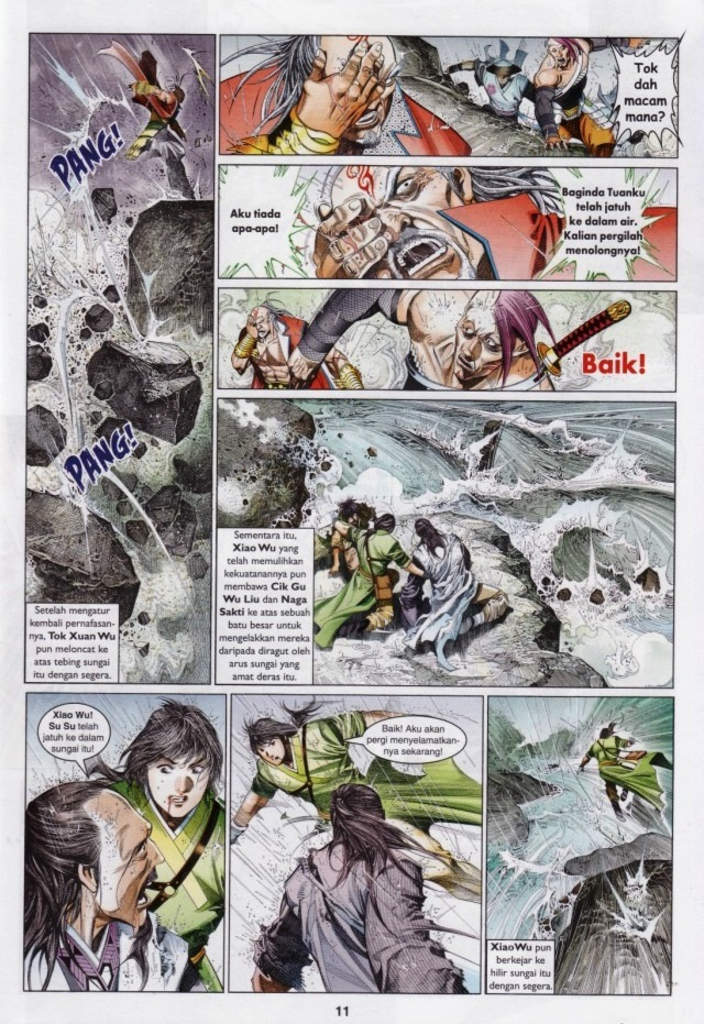 PANG!
PANG!
Setelah mengatur
kembali pernafasan-
nya, Tok Xuan Wu
pun meloncat ke
atas tebing sungai
itu dengan segera.
Tok
dah
macam
mana?
Aku tiada
apa-apa!
Baginda Tuanku
telah jatuh
ke dalam air.
Kalian pergilah
menolongnya!
Baik!
Sementara itu,
Xiao Wu yang
telah memulihkan
kekuatanannya pun
membawa Cik Gu
Wu Liu dan Naga
Sakti ke atas sebuah
batu besar untuk
mengelakkan mereka
daripada diragut oleh
arus sungai yang
amat deras itu.
Xiao Wu!
Su Su telah
jatuh ke dalam
sungai itu!
Baik! Aku akan
pergi menyelamatkan-
nya sekarang!
Xiao Wu pun
berkejar ke
hilir sungai itu
dengan segera.
11